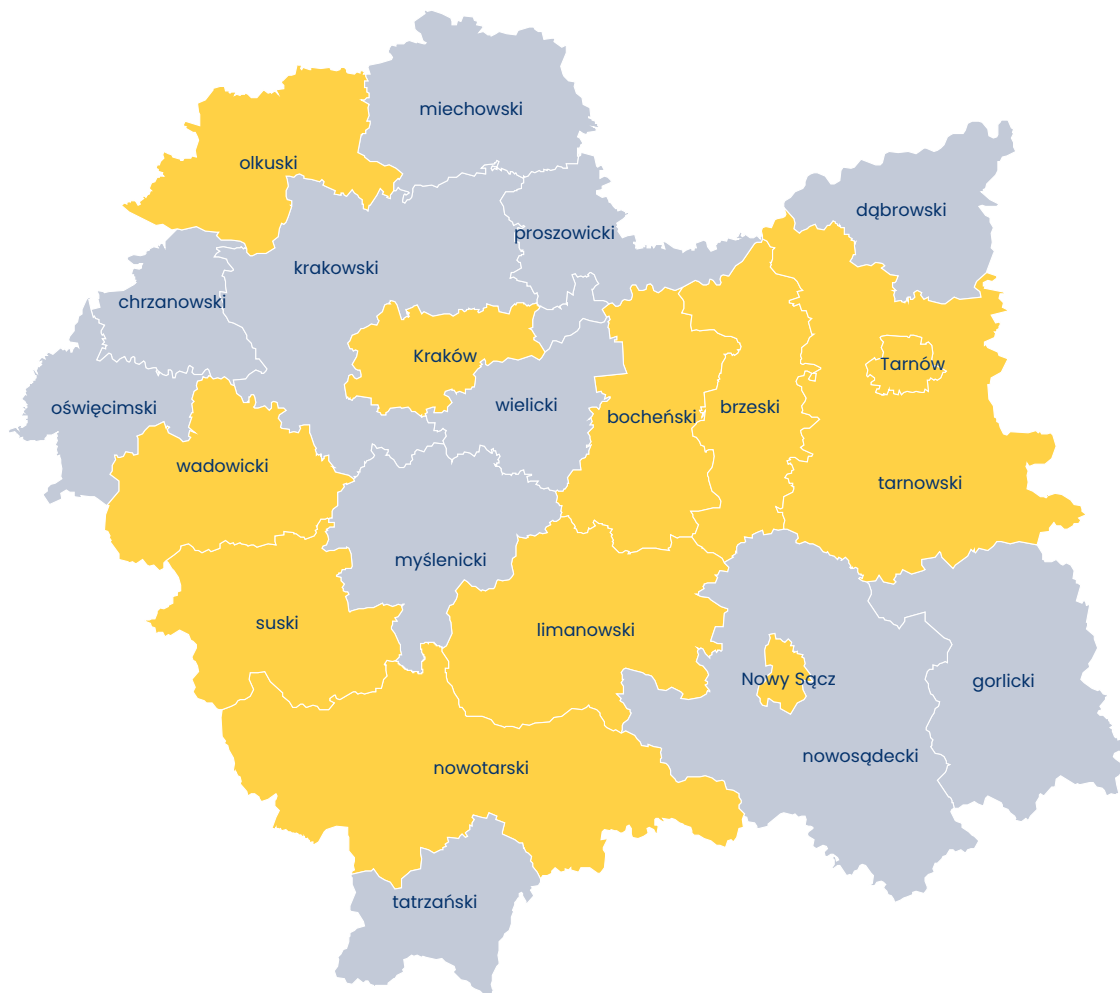 miechowski
olkuski
dąbrowski
proszowicki
krakowski
chrzanowski
Kraków
Tarnów
oświęcimski
wielicki
bocheński
brzeski
wadowicki
tarnowski
myślenicki
suski
limanowski
Nowy Sącz
gorlicki
nowosądecki
nowotarski
tatrzański